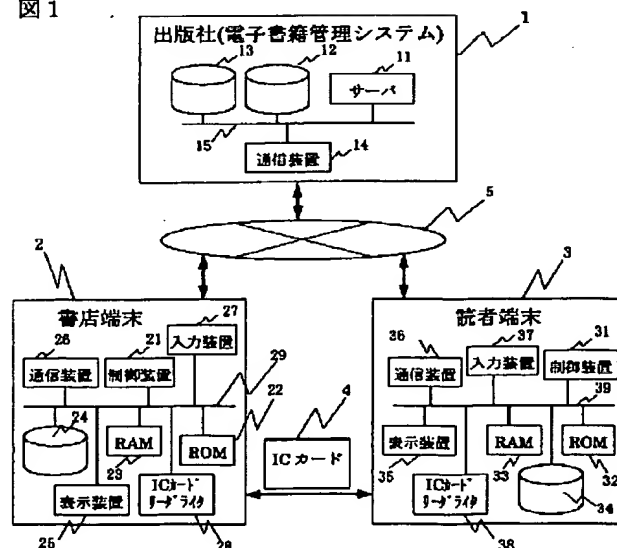 図1
1
出版社(電子書籍管理システム)
13
12
11
サーバ
15
通信装置
14
5
2
3
書店端末
読者端末
26
21
27
入力装置
通信装置
制御装置
29
22
24
RAM
23
ROM
表示装置
25
ICカード
リーダライタ
28
4
ICカード
36
37
31
通信装置
入力装置
制御装置
39
表示装置
35
RAM
33
ROM
32
ICカード
リーダライタ
38
34